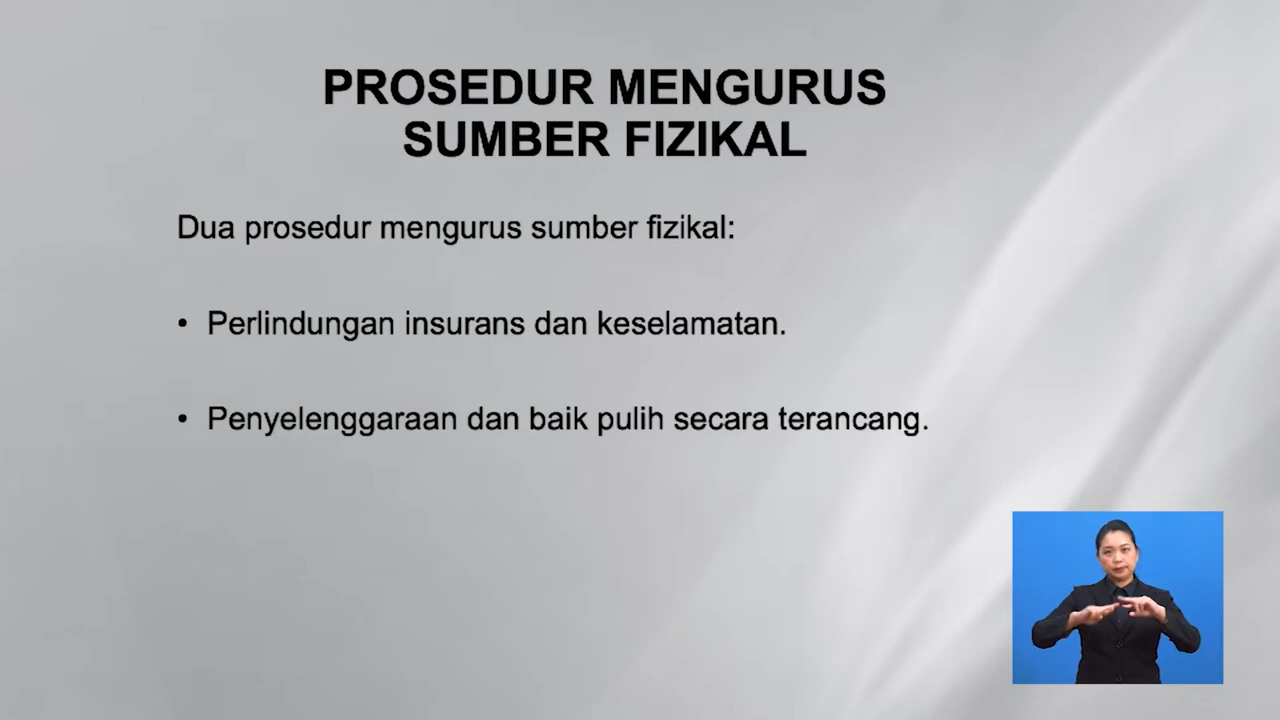 PROSEDUR MENGURUS
SUMBER FIZIKAL
Dua prosedur mengurus sumber fizikal:
• Perlindungan insurans dan keselamatan.
• Penyelenggaraan dan baik pulih secara terancang.